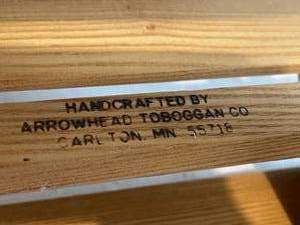 HANDCRAFTED BY
ARROWHEAD TOBOGGAN CO
CARLTON, MN 55718